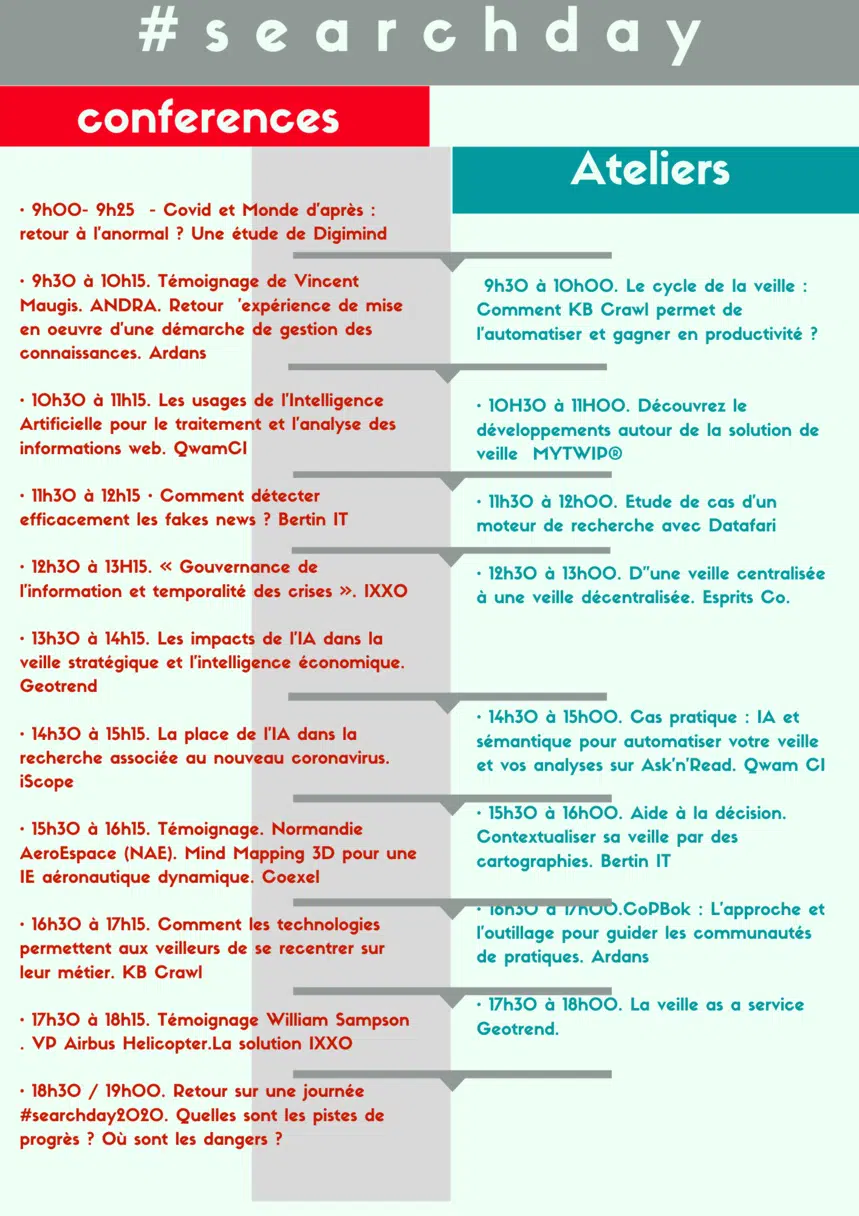 #searchday
conferences
• 9h00- 9h25 - Covid et Monde d'après :
retour à l'anormal ? Une étude de Digimind
• 9h30 à 10h15. Témoignage de Vincent
Maugis. ANDRA. Retour 'expérience de mise
en oeuvre d'une démarche de gestion des
connaissances. Ardans
• 10h30 à 11h15. Les usages de l'Intelligence
Artificielle pour le traitement et l'analyse des
informations web. QwamCI
• 11h30 à 12h15 • Comment détecter
efficacement les fakes news ? Bertin IT
• 12h30 à 13H15. « Gouvernance de
l'information et temporalité des crises ». IXXO
• 13h30 à 14h15. Les impacts de l'IA dans la
veille stratégique et l'intelligence économique.
Geotrend
• 14h30 à 15h15. La place de l'IA dans la
recherche associée au nouveau coronavirus.
iScope
• 15h30 à 16h15. Témoignage. Normandie
AeroEspace (NAE). Mind Mapping 3D pour une
IE aéronautique dynamique. Coexel
• 16h30 à 17h15. Comment les technologies
permettent aux veilleurs de se recentrer sur
leur métier. KB Crawl
• 17h30 à 18h15. Témoignage William Sampson
. VP Airbus Helicopter.La solution IXXO
• 18h30 / 19h00. Retour sur une journée
#searchday2020. Quelles sont les pistes de
progrès ? Où sont les dangers ?
Ateliers
9h30 à 10h00. Le cycle de la veille :
Comment KB Crawl permet de
l'automatiser et gagner en productivité ?
• 10H30 à 11H00. Découvrez le
développements autour de la solution de
veille MYTWIP®
• 11h30 à 12h00. Etude de cas d'un
moteur de recherche avec Datafari
• 12h30 à 13h00. D''une veille centralisée
à une veille décentralisée. Esprits Co.
• 14h30 à 15h00. Cas pratique : IA et
sémantique pour automatiser votre veille
et vos analyses sur Ask'n'Read. Qwam CI
• 15h30 à 16h00. Aide à la décision.
Contextualiser sa veille par des
cartographies. Bertin IT
• 16h30 à 17h00.CoPBok : L'approche et
l'outillage pour guider les communautés
de pratiques. Ardans
• 17h30 à 18h00. La veille as a service
Geotrend.